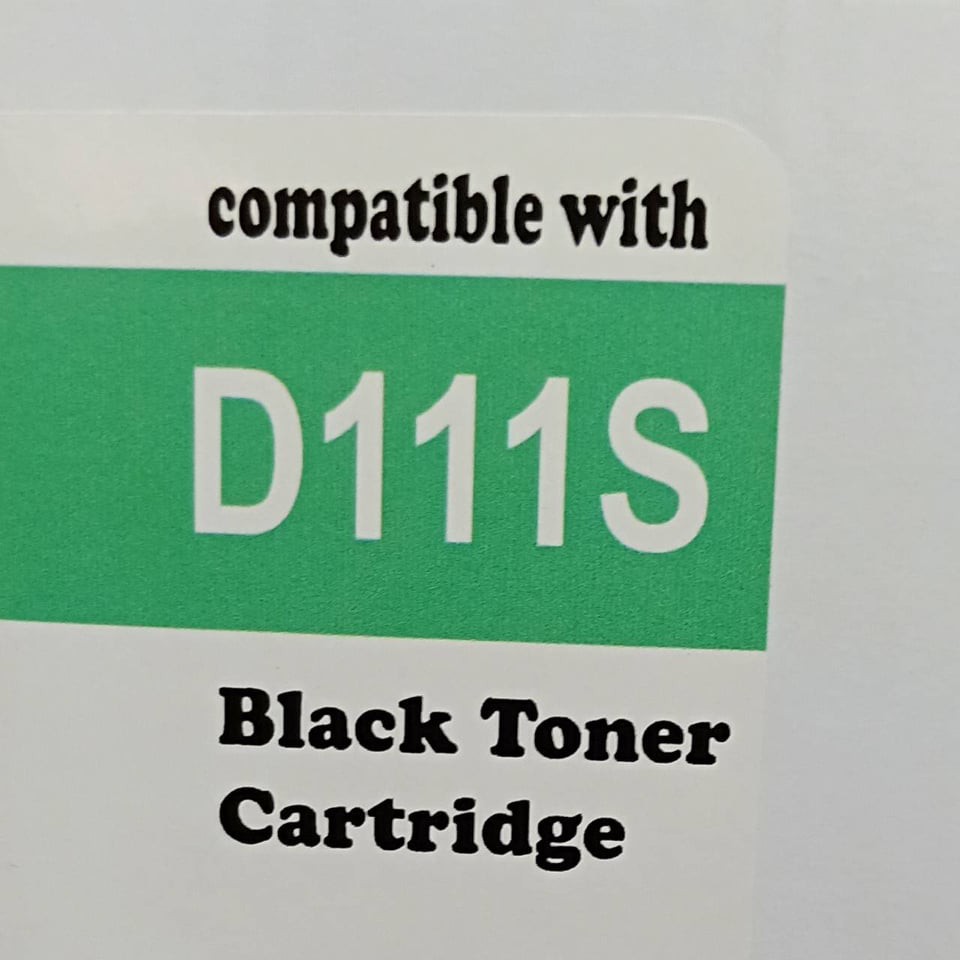 compatible with
D111S
Black Toner
Cartridge